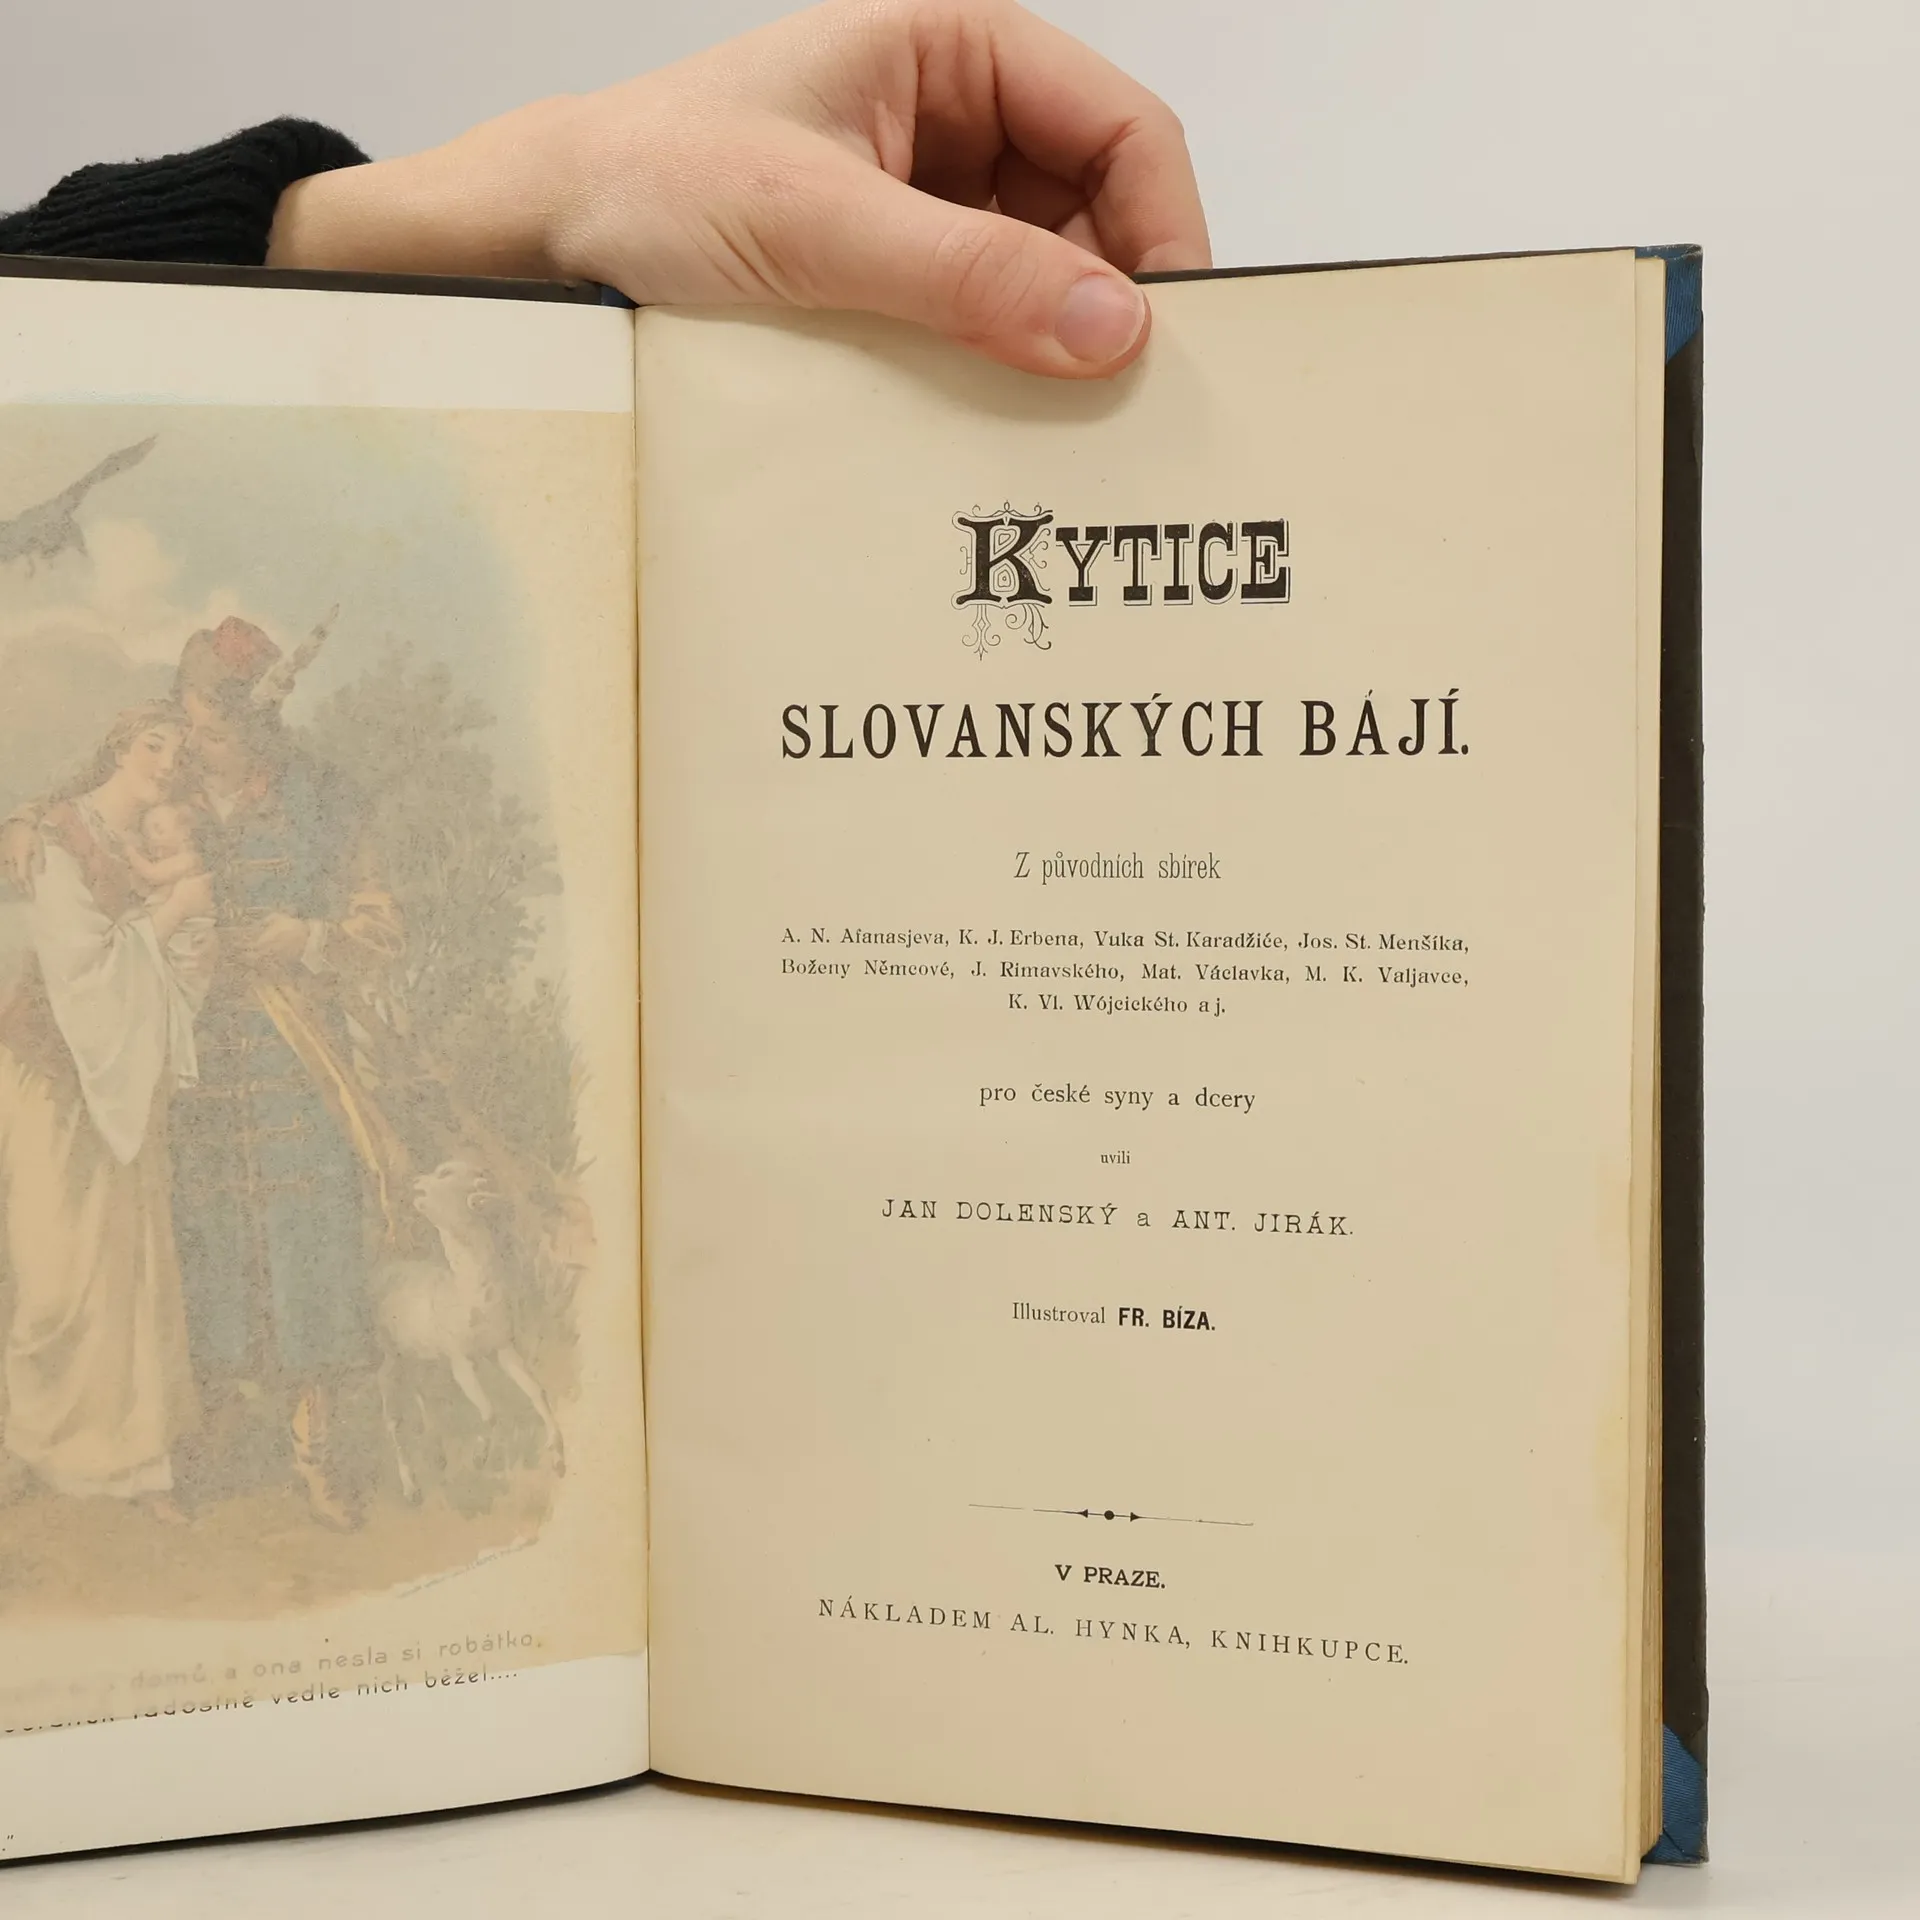 domů, a ona nesla si robátko,
radostně vedle nich běžel....
KYTICE
SLOVANSKÝCH BÁJÍ.
Z původních sbírek
A. N. Afanasjeva, K. J. Erbena, Vuka St. Karadžiće, Jos. St. Menšíka,
Boženy Němcové, J. Rimavského, Mat. Václavka, M. K. Valjavce,
K. Vl. Wójcického a j.
pro české syny a dcery
uvili
JAN DOLENSKÝ a ANT. JIRÁK.
Illustroval FR. BÍZA.
V PRAZE.
NÁKLADEM AL. HYNKA, KNIHKUPCE.